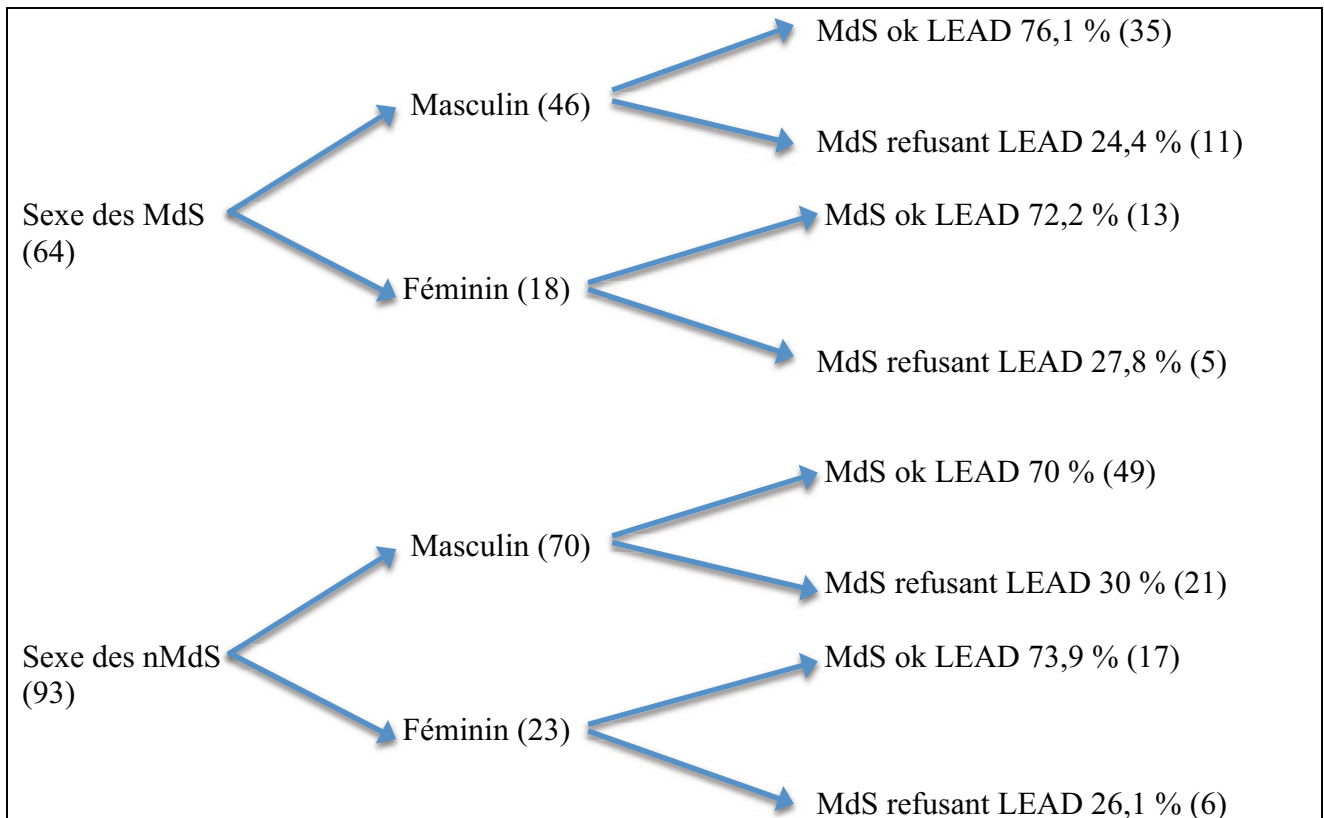 MdS ok LEAD 76,1 % (35)
Masculin (46)
MdS refusant LEAD 24,4 % (11)
Sexe des MdS
(64)
MdS ok LEAD 72,2 % (13)
Féminin (18)
MdS refusant LEAD 27,8 % (5)
MdS ok LEAD 70 % (49)
Masculin (70)
MdS refusant LEAD 30 % (21)
Sexe des nMdS
(93)
MdS ok LEAD 73,9 % (17)
Féminin (23)
MdS refusant LEAD 26,1 % (6)